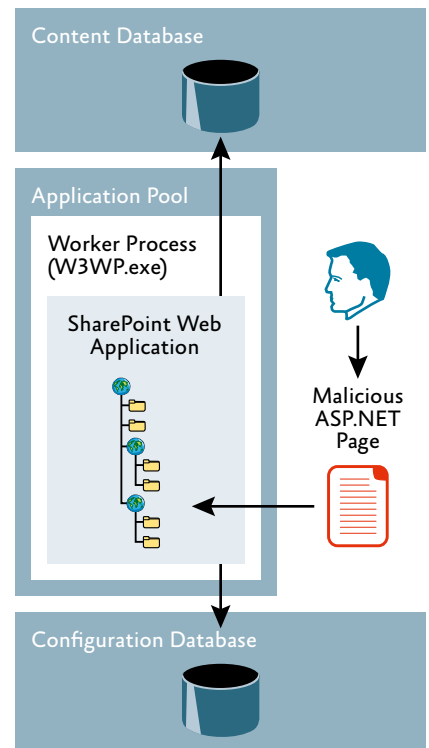 Content Database
Application Pool
Worker Process
(W3WP.exe)
SharePoint Web
Application
Malicious
ASP.NET
Page
Configuration Database